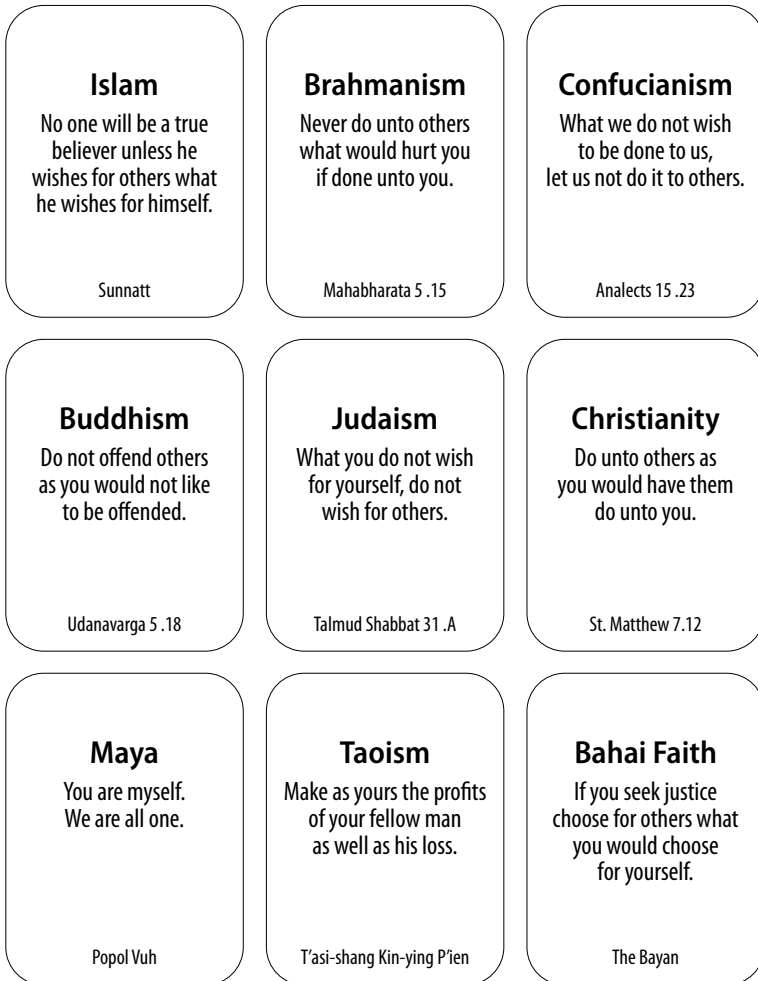 Islam
No one will be a true
believer unless he
wishes for others what
he wishes for himself.
Sunnatt
Brahmanism
Never do unto others
what would hurt you
if done unto you.
Mahabharata 5 .15
Confucianism
What we do not wish
to be done to us,
let us not do it to others.
Analects 15 .23
Buddhism
Do not offend others
as you would not like
to be offended.
Udanavarga 5 .18
Judaism
What you do not wish
for yourself, do not
wish for others.
Talmud Shabbat 31 .A
Christianity
Do unto others as
you would have them
do unto you.
St. Matthew 7.12
Maya
You are myself.
We are all one.
Popol Vuh
Taoism
Make as yours the profits
of your fellow man
as well as his loss.
T'asi-shang Kin-ying P'ien
Bahai Faith
If you seek justice
choose for others what
you would choose
for yourself.
The Bayan